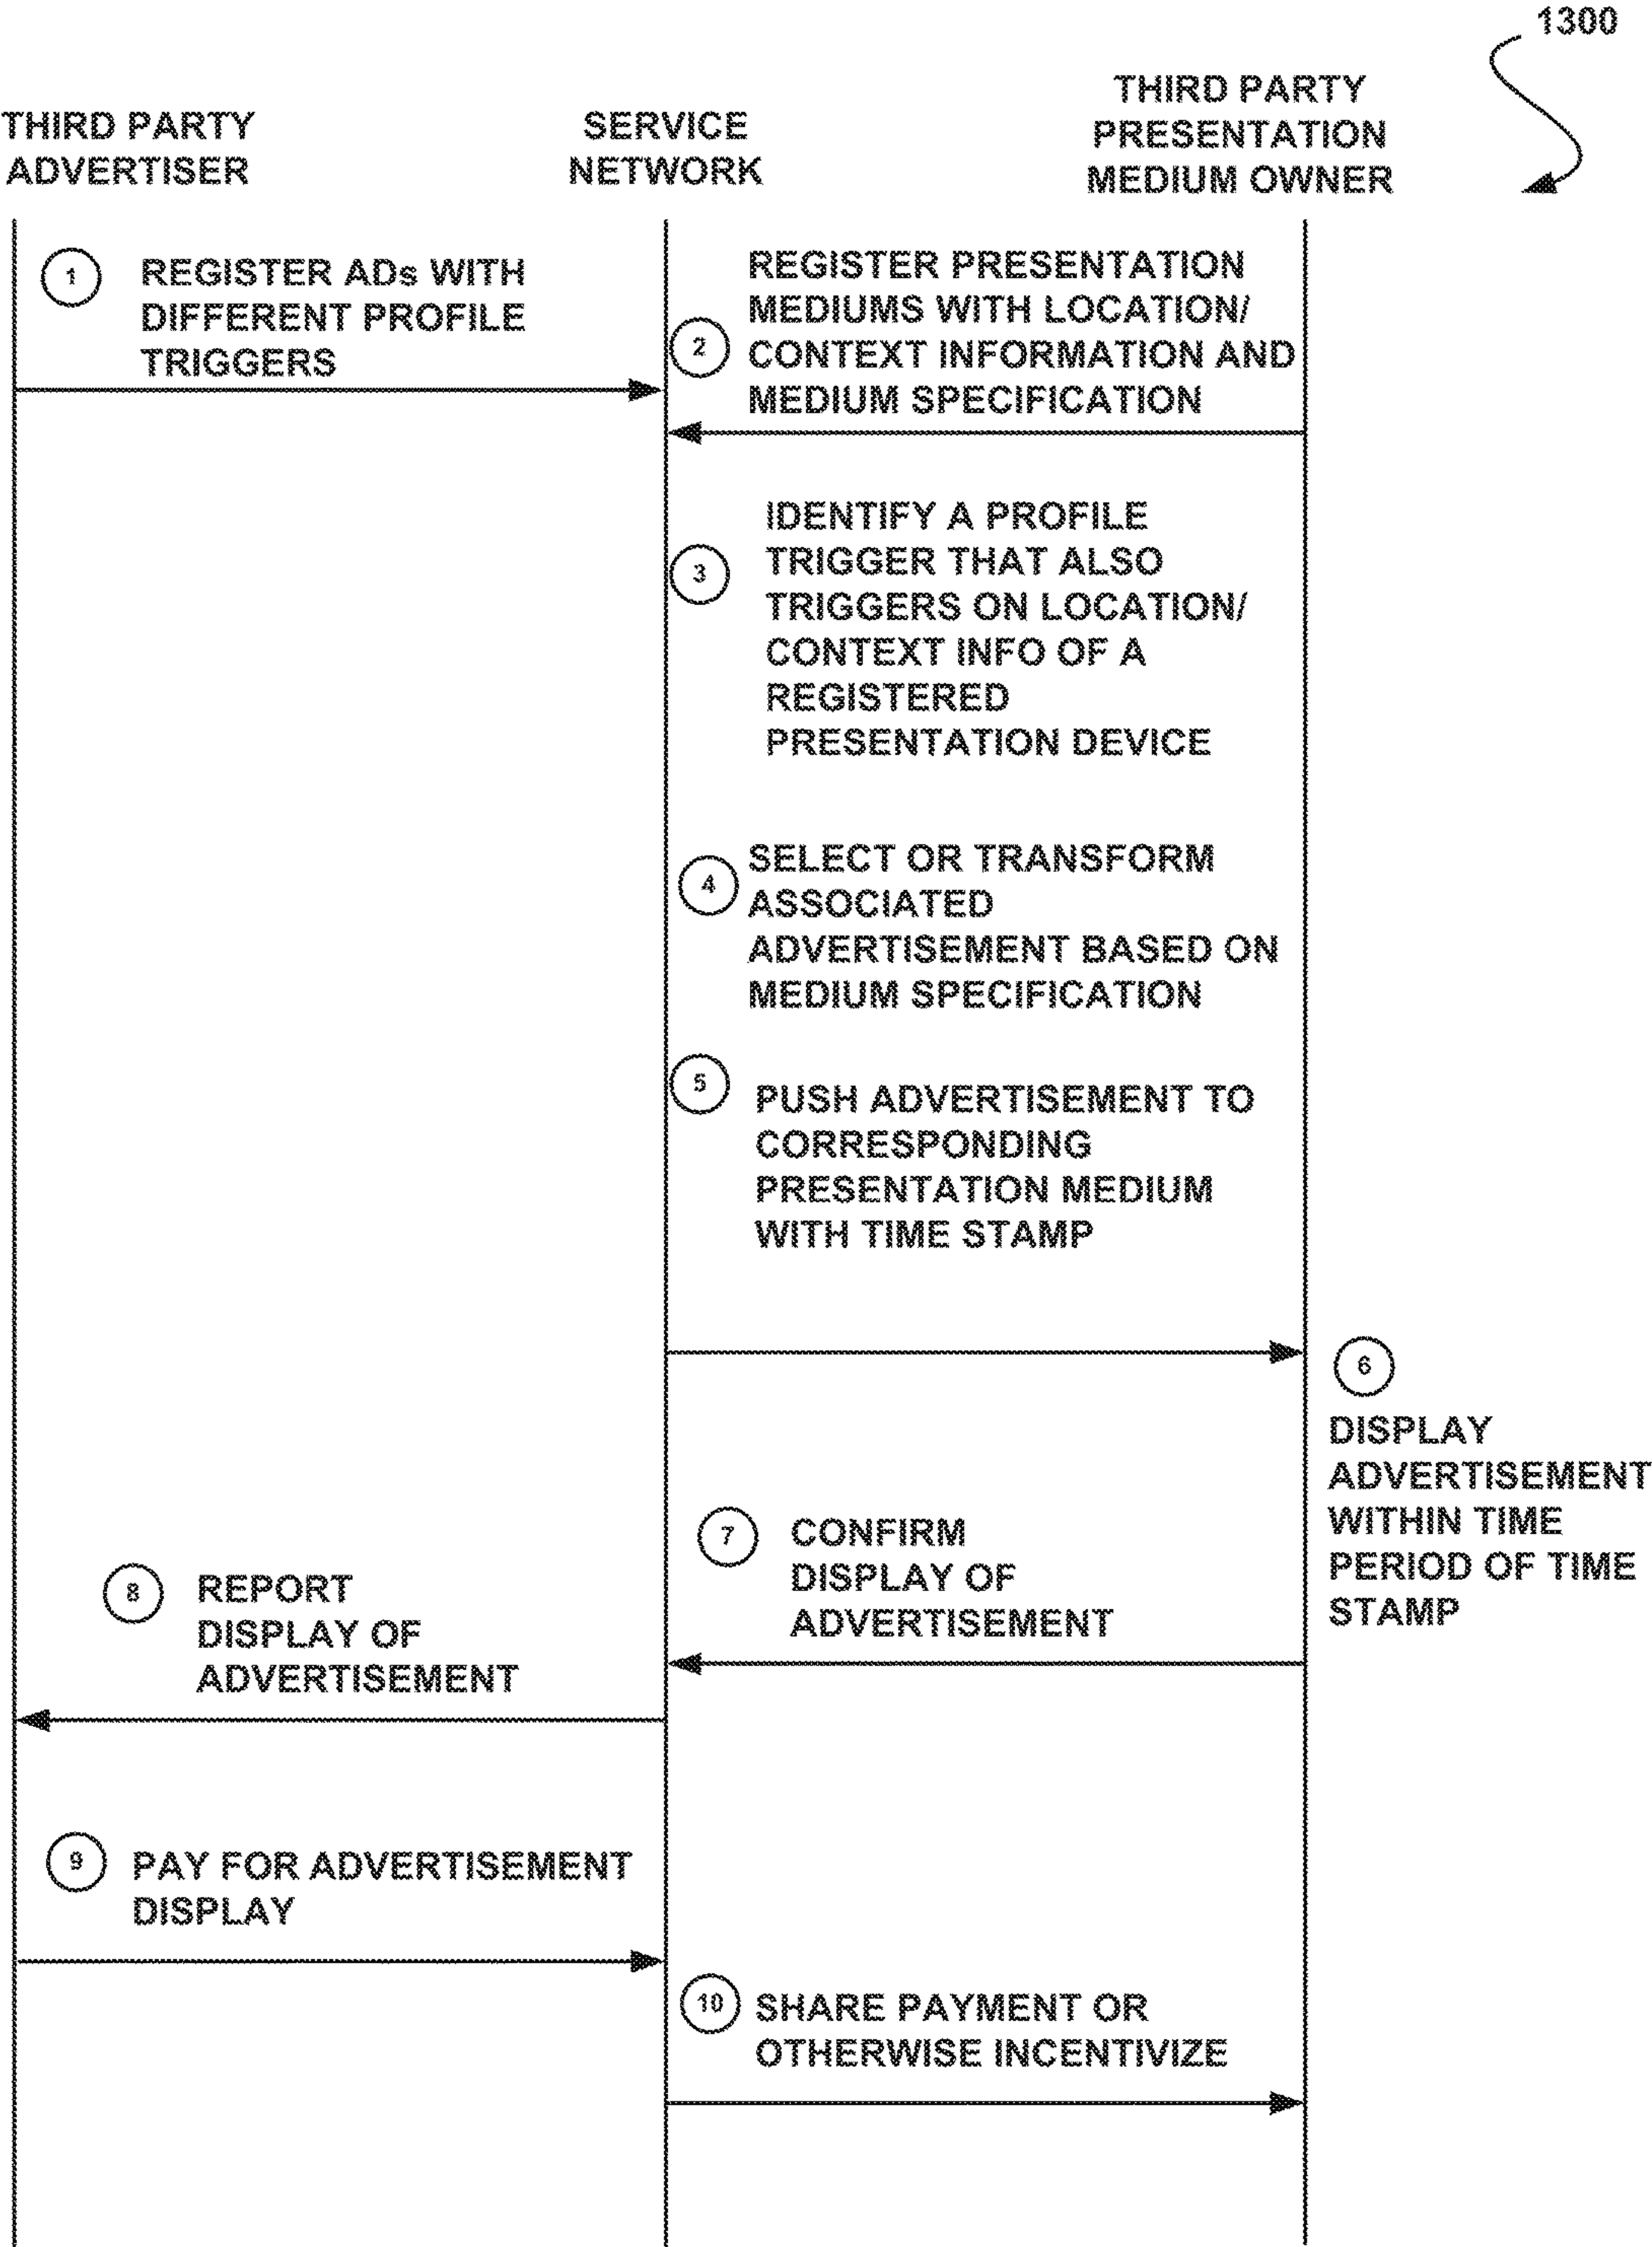 1300
THIRD PARTY
ADVERTISER
SERVICE
NETWORK
THIRD PARTY
PRESENTATION
MEDIUM OWNER
1
REGISTER ADs WITH
DIFFERENT PROFILE
TRIGGERS
2
REGISTER PRESENTATION
MEDIUMS WITH LOCATION/
CONTEXT INFORMATION AND
MEDIUM SPECIFICATION
3
IDENTIFY A PROFILE
TRIGGER THAT ALSO
TRIGGERS ON LOCATION/
CONTEXT INFO OF A
REGISTERED
PRESENTATION DEVICE
4
SELECT OR TRANSFORM
ASSOCIATED
ADVERTISEMENT BASED ON
MEDIUM SPECIFICATION
5
PUSH ADVERTISEMENT TO
CORRESPONDING
PRESENTATION MEDIUM
WITH TIME STAMP
6
DISPLAY
ADVERTISEMENT
WITHIN TIME
PERIOD OF TIME
STAMP
7
CONFIRM
DISPLAY OF
ADVERTISEMENT
8
REPORT
DISPLAY OF
ADVERTISEMENT
9
PAY FOR ADVERTISEMENT
DISPLAY
10
SHARE PAYMENT OR
OTHERWISE INCENTIVIZE